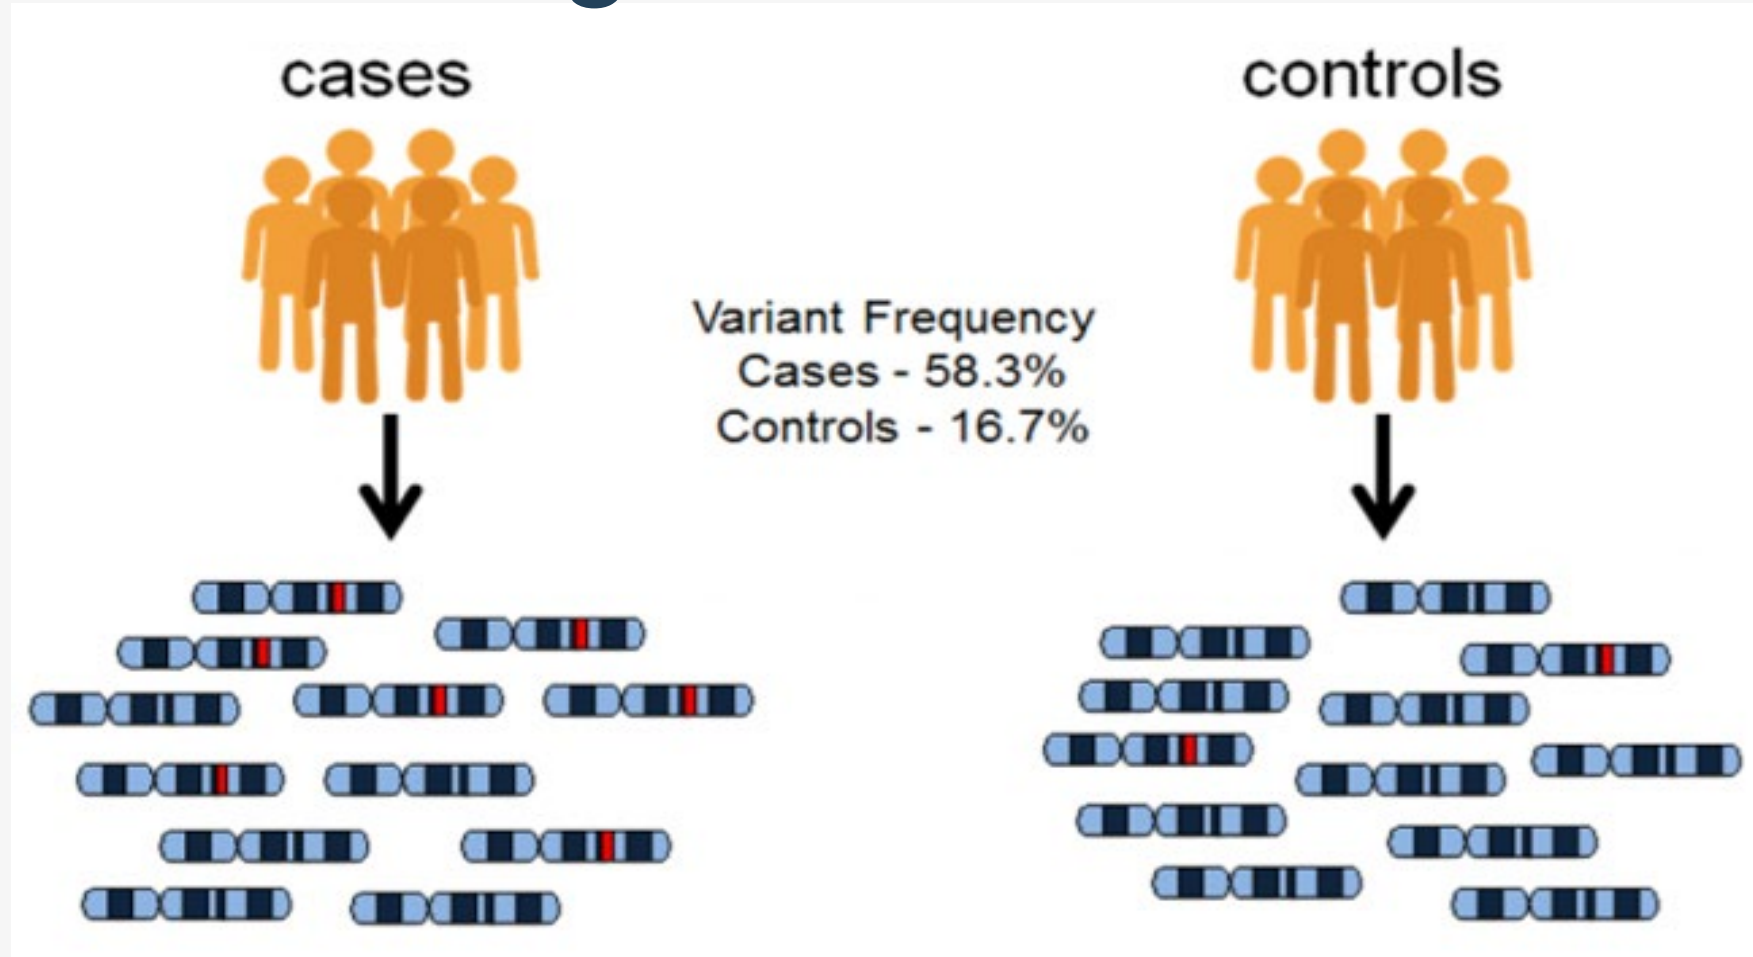 cases
controls
Variant Frequency
Cases - 58.3%
Controls - 16.7%